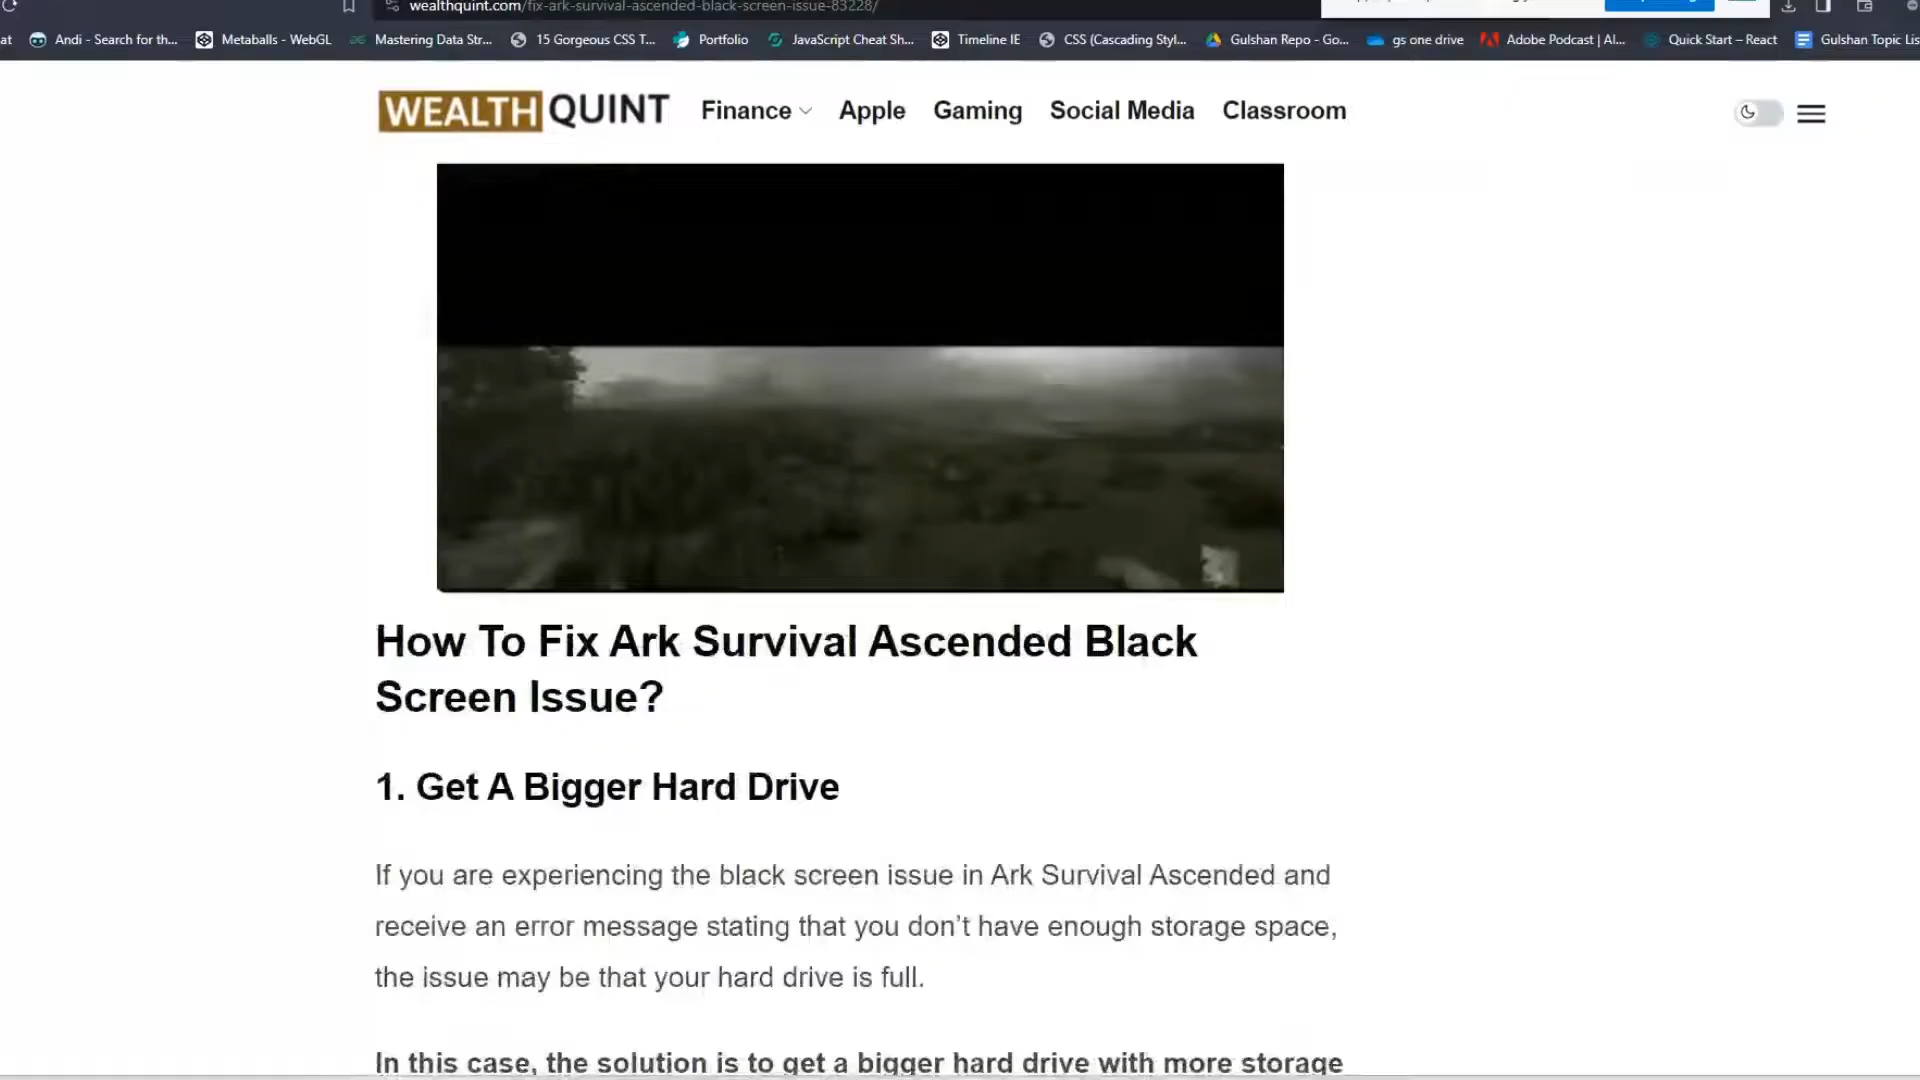 wealthquint.com/fix-ark-survival-ascended-black-screen-issue-83228/
at Andi - Search for th... Metaballs - WebGL Mastering Data Str... 15 Gorgeous CSS T... Portfolio JavaScript Cheat Sh... Timeline IE CSS (Cascading Styl... Gulshan Repo - Go... gs one drive Adobe Podcast | AI... Quick Start – React Gulshan Topic Lis
WEALTH QUINT Finance Apple Gaming Social Media Classroom
How To Fix Ark Survival Ascended Black
Screen Issue?
1. Get A Bigger Hard Drive
If you are experiencing the black screen issue in Ark Survival Ascended and
receive an error message stating that you don’t have enough storage space,
the issue may be that your hard drive is full.
In this case, the solution is to get a bigger hard drive with more storage